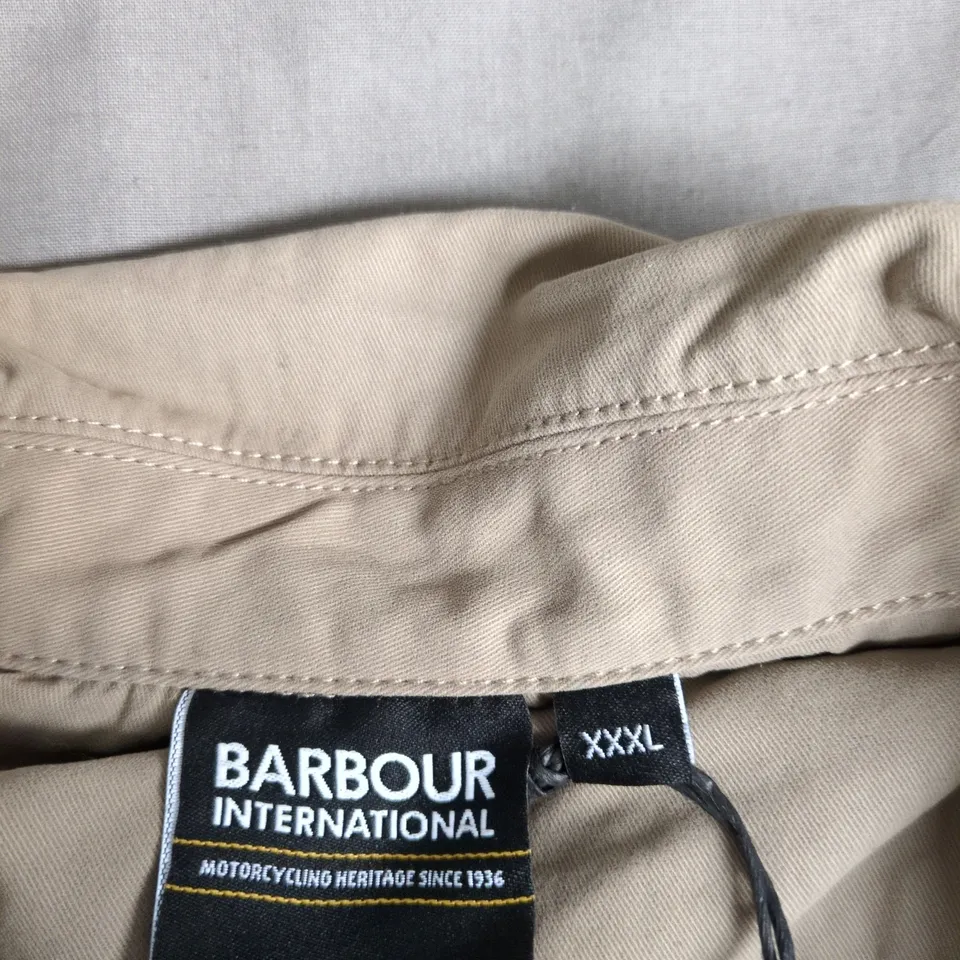 BARBOUR
INTERNATIONAL
MOTORCYCLING HERITAGE SINCE 1936
XXXL